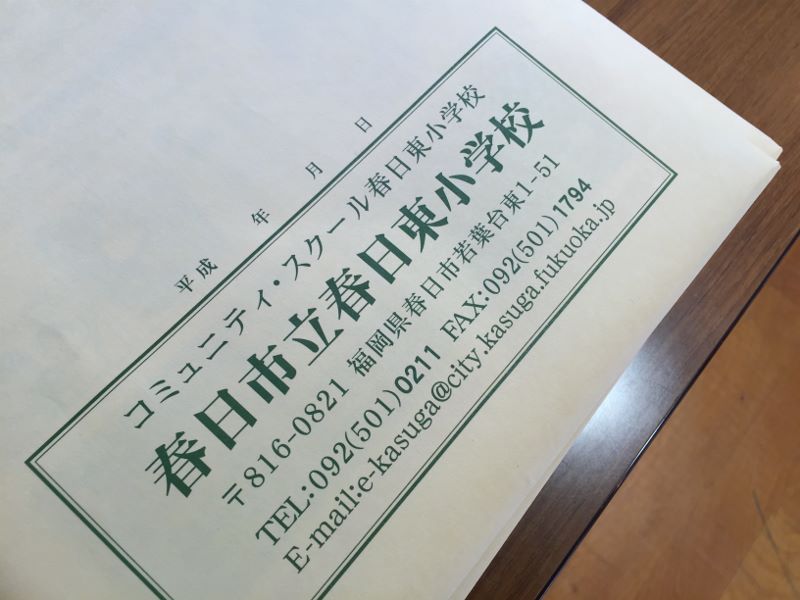 平成　年　月　日
コミュニティ・スクール春日東小学校
春日市立春日東小学校
〒816-0821 福岡県春日市若葉台東1-51
TEL:092(501)0211 FAX:092(501)1794
E-mail:e-kasuga@city.kasuga.fukuoka.jp